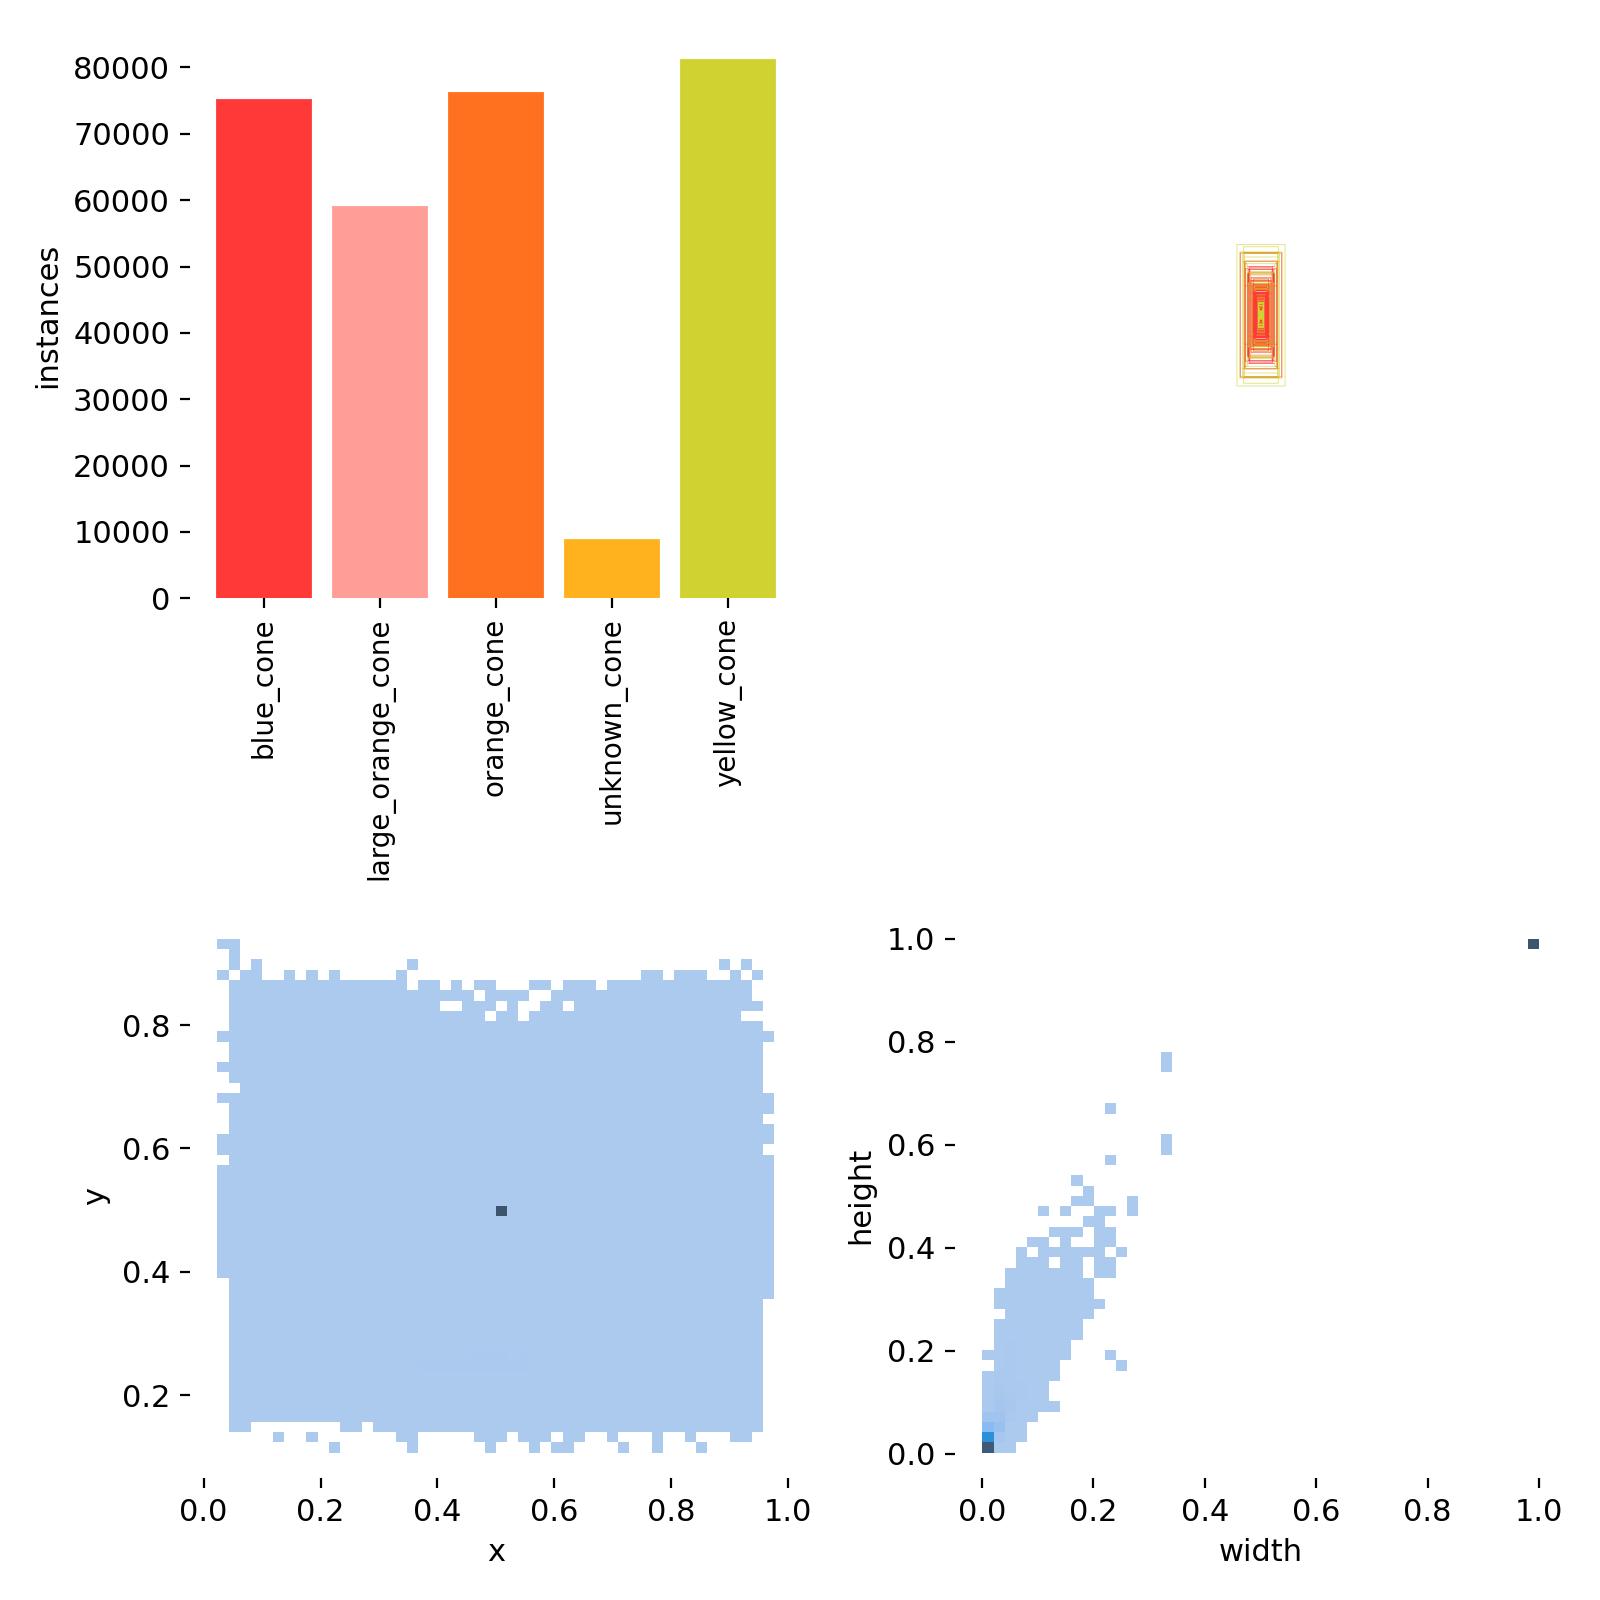 80000
70000
60000
50000
40000
30000
20000
10000
0
instances
blue_cone
large_orange_cone
orange_cone
unknown_cone
yellow_cone
0.8
0.6
0.4
0.2
y
0.0 0.2 0.4 0.6 0.8 1.0
x
1.0
0.8
0.6
0.4
0.2
0.0
height
0.0 0.2 0.4 0.6 0.8 1.0
width